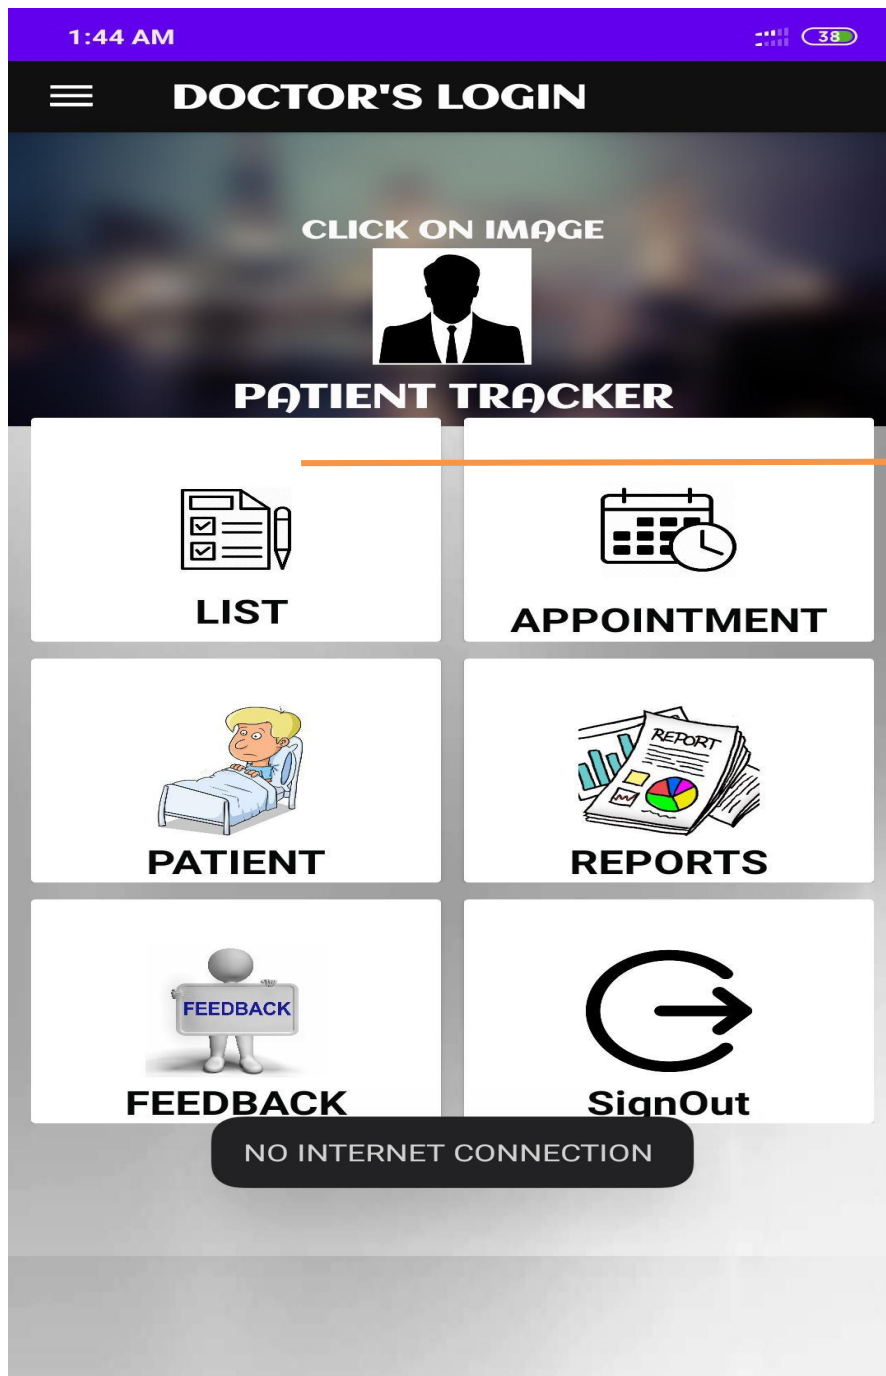 1:44 AM 38
DOCTOR'S LOGIN
CLICK ON IMAGE
PATIENT TRACKER
LIST
APPOINTMENT
REPORT
PATIENT
REPORTS
FEEDBACK
FEEDBACK
SignOut
NO INTERNET CONNECTION